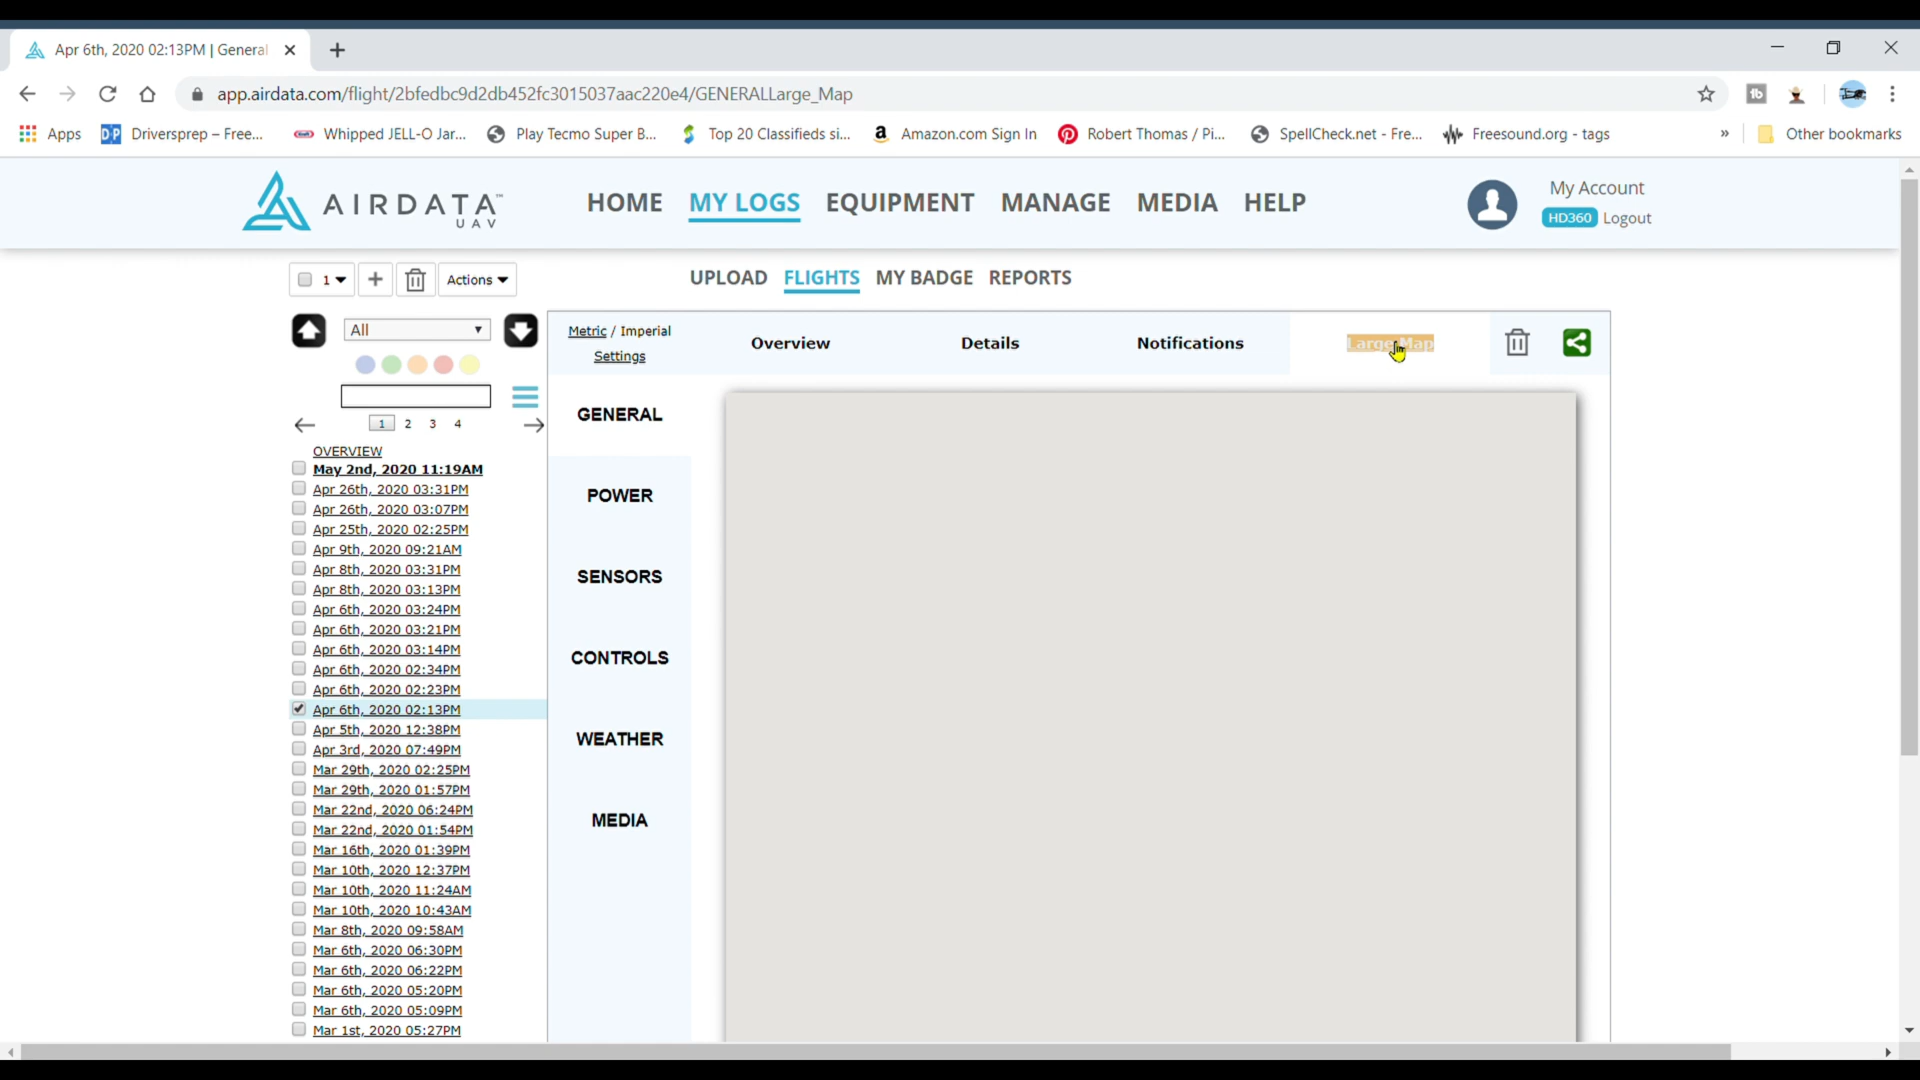 Apr 6th, 2020 02:13PM | General
app.airdata.com/flight/2bfedbc9d2db452fc3015037aac220e4/GENERALLarge_Map
Apps
D·P Driversprep – Free...
Whipped JELL-O Jar...
Play Tecmo Super B...
Top 20 Classifieds si...
Amazon.com Sign In
Robert Thomas / Pi...
SpellCheck.net - Fre...
Freesound.org - tags
»
Other bookmarks
AIRDATA™
UAV
HOME MY LOGS EQUIPMENT MANAGE MEDIA HELP
My Account
HD360 Logout
1
Actions
UPLOAD FLIGHTS MY BADGE REPORTS
All
Metric / Imperial
Settings
Overview
Details
Notifications
Large Map
1 2 3 4
OVERVIEW
May 2nd, 2020 11:19AM
Apr 26th, 2020 03:31PM
Apr 26th, 2020 03:07PM
Apr 25th, 2020 02:25PM
Apr 9th, 2020 09:21AM
Apr 8th, 2020 03:31PM
Apr 8th, 2020 03:13PM
Apr 6th, 2020 03:24PM
Apr 6th, 2020 03:21PM
Apr 6th, 2020 03:14PM
Apr 6th, 2020 02:34PM
Apr 6th, 2020 02:23PM
Apr 6th, 2020 02:13PM
Apr 5th, 2020 12:38PM
Apr 3rd, 2020 07:49PM
Mar 29th, 2020 02:25PM
Mar 29th, 2020 01:57PM
Mar 22nd, 2020 06:24PM
Mar 22nd, 2020 01:54PM
Mar 16th, 2020 01:39PM
Mar 10th, 2020 12:37PM
Mar 10th, 2020 11:24AM
Mar 10th, 2020 10:43AM
Mar 8th, 2020 09:58AM
Mar 6th, 2020 06:30PM
Mar 6th, 2020 06:22PM
Mar 6th, 2020 05:20PM
Mar 6th, 2020 05:09PM
Mar 1st, 2020 05:27PM
GENERAL
POWER
SENSORS
CONTROLS
WEATHER
MEDIA